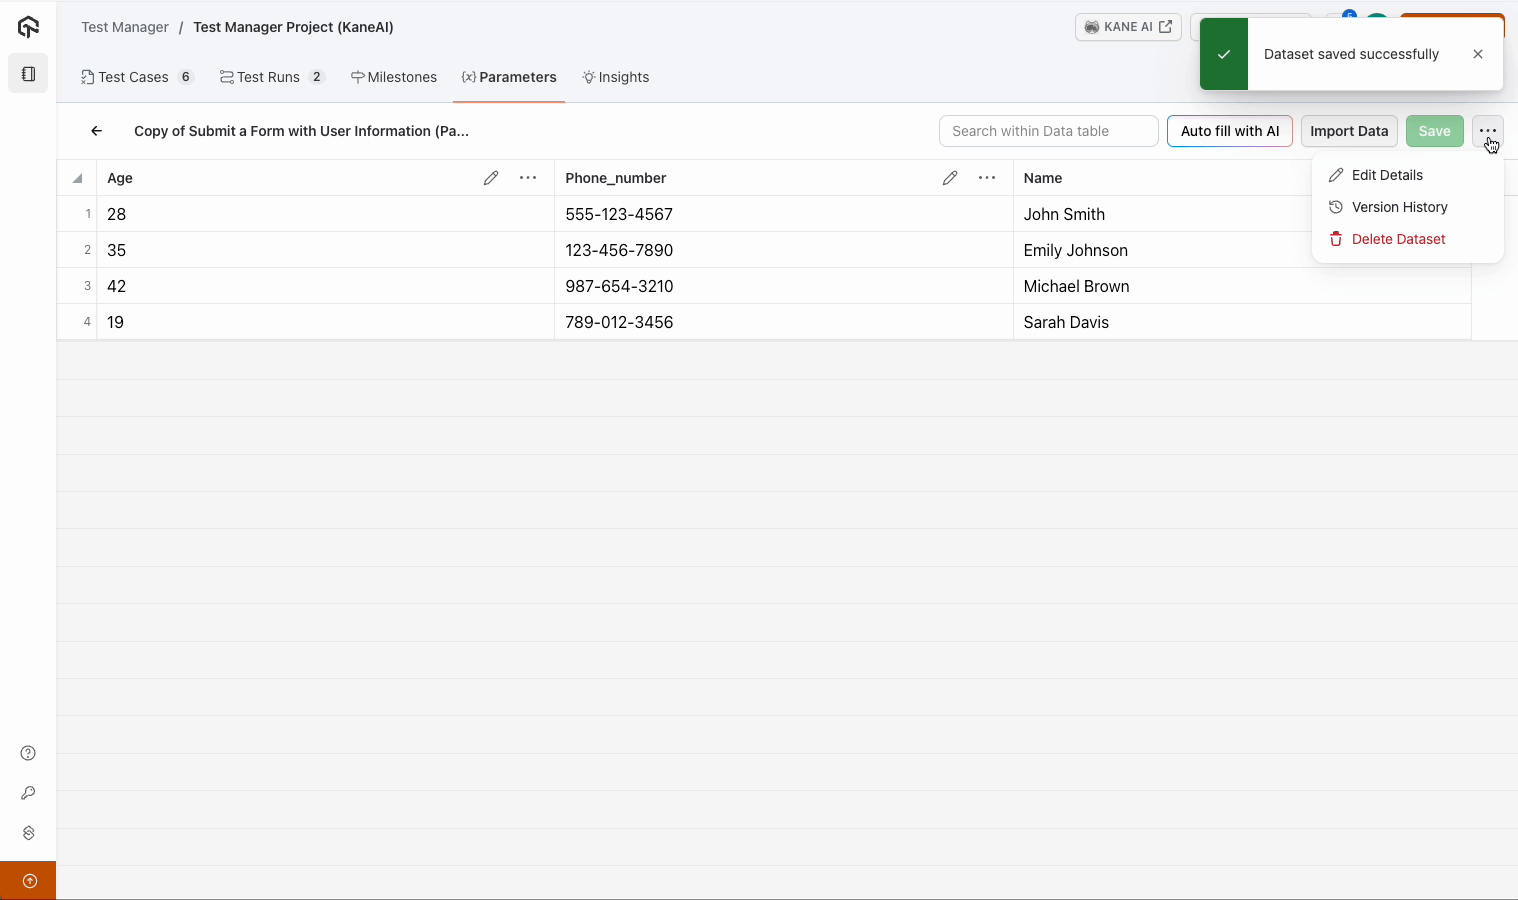 Test Manager / Test Manager Project (KaneAI)
KANE AI
Dataset saved successfully
Test Cases 6
Test Runs 2
Milestones
{x} Parameters
Insights
Copy of Submit a Form with User Information (Pa...
Search within Data table
Auto fill with AI
Import Data
Save
Edit Details
Version History
Delete Dataset
Age
Phone_number
Name
1 28 555-123-4567 John Smith
2 35 123-456-7890 Emily Johnson
3 42 987-654-3210 Michael Brown
4 19 789-012-3456 Sarah Davis